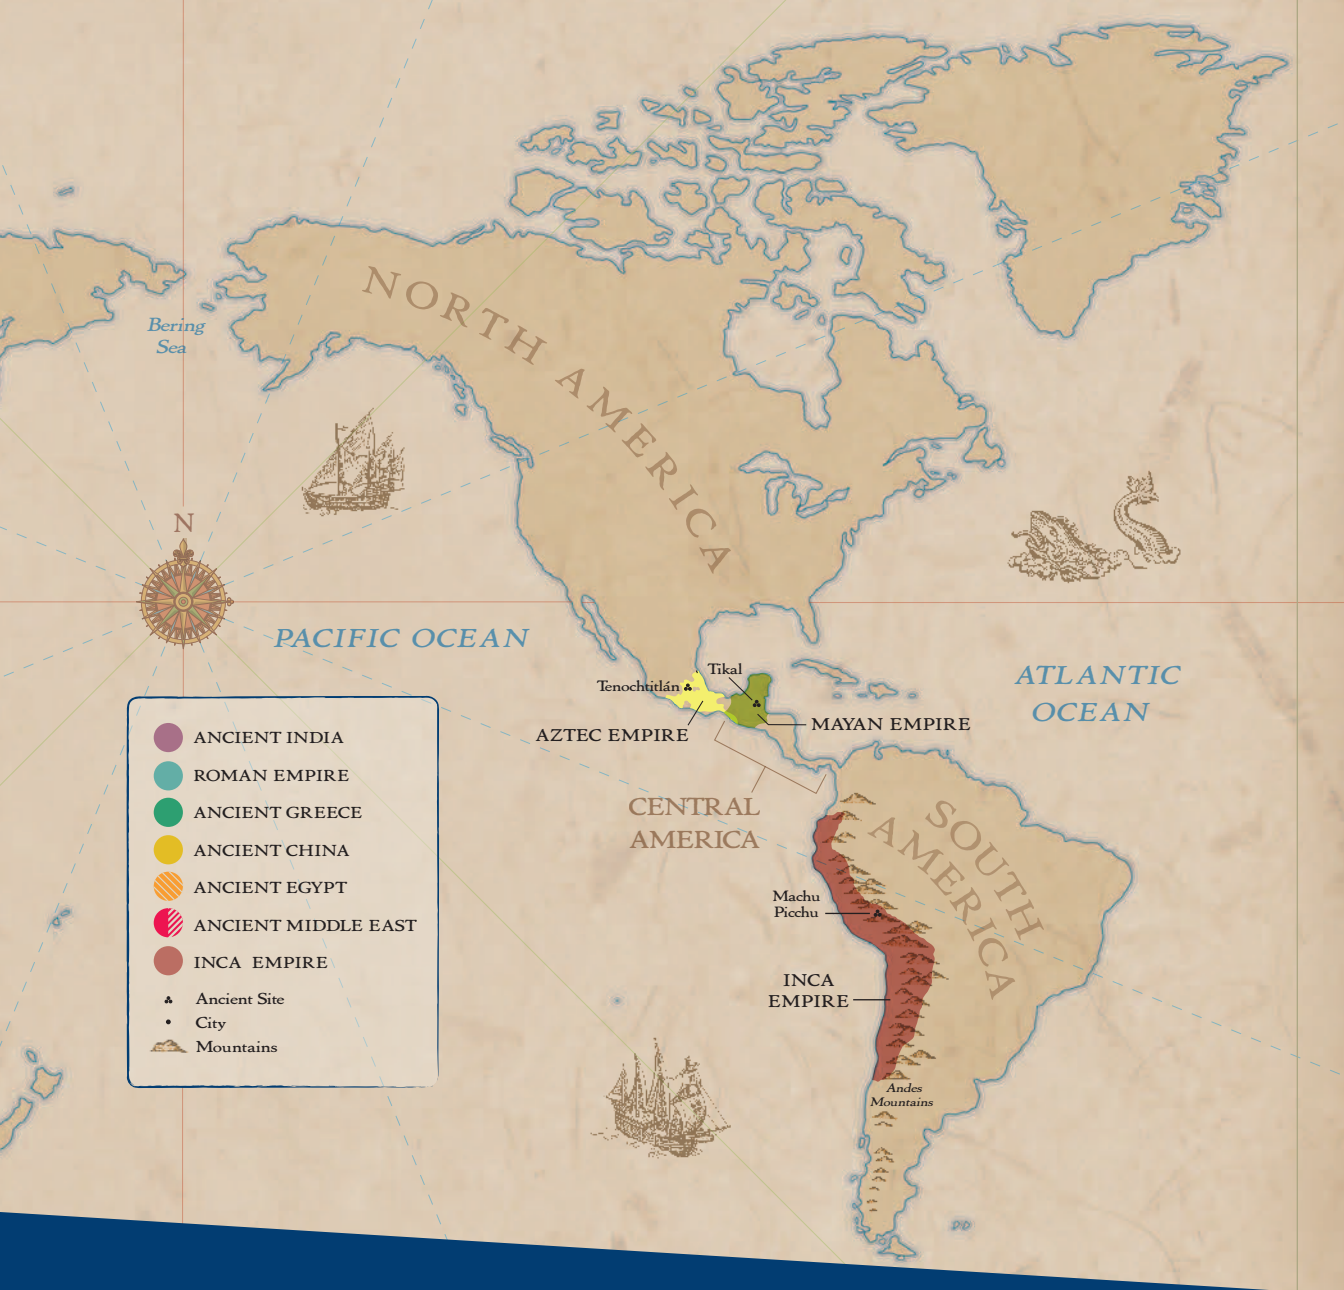 NORTH AMERICA
Bering
Sea
N
PACIFIC OCEAN
ATLANTIC
OCEAN
Tikal
Tenochtitlán
AZTEC EMPIRE
MAYAN EMPIRE
CENTRAL
AMERICA
SOUTH
AMERICA
Machu
Picchu
INCA
EMPIRE
Andes
Mountains
ANCIENT INDIA
ROMAN EMPIRE
ANCIENT GREECE
ANCIENT CHINA
ANCIENT EGYPT
ANCIENT MIDDLE EAST
INCA EMPIRE
Ancient Site
City
Mountains